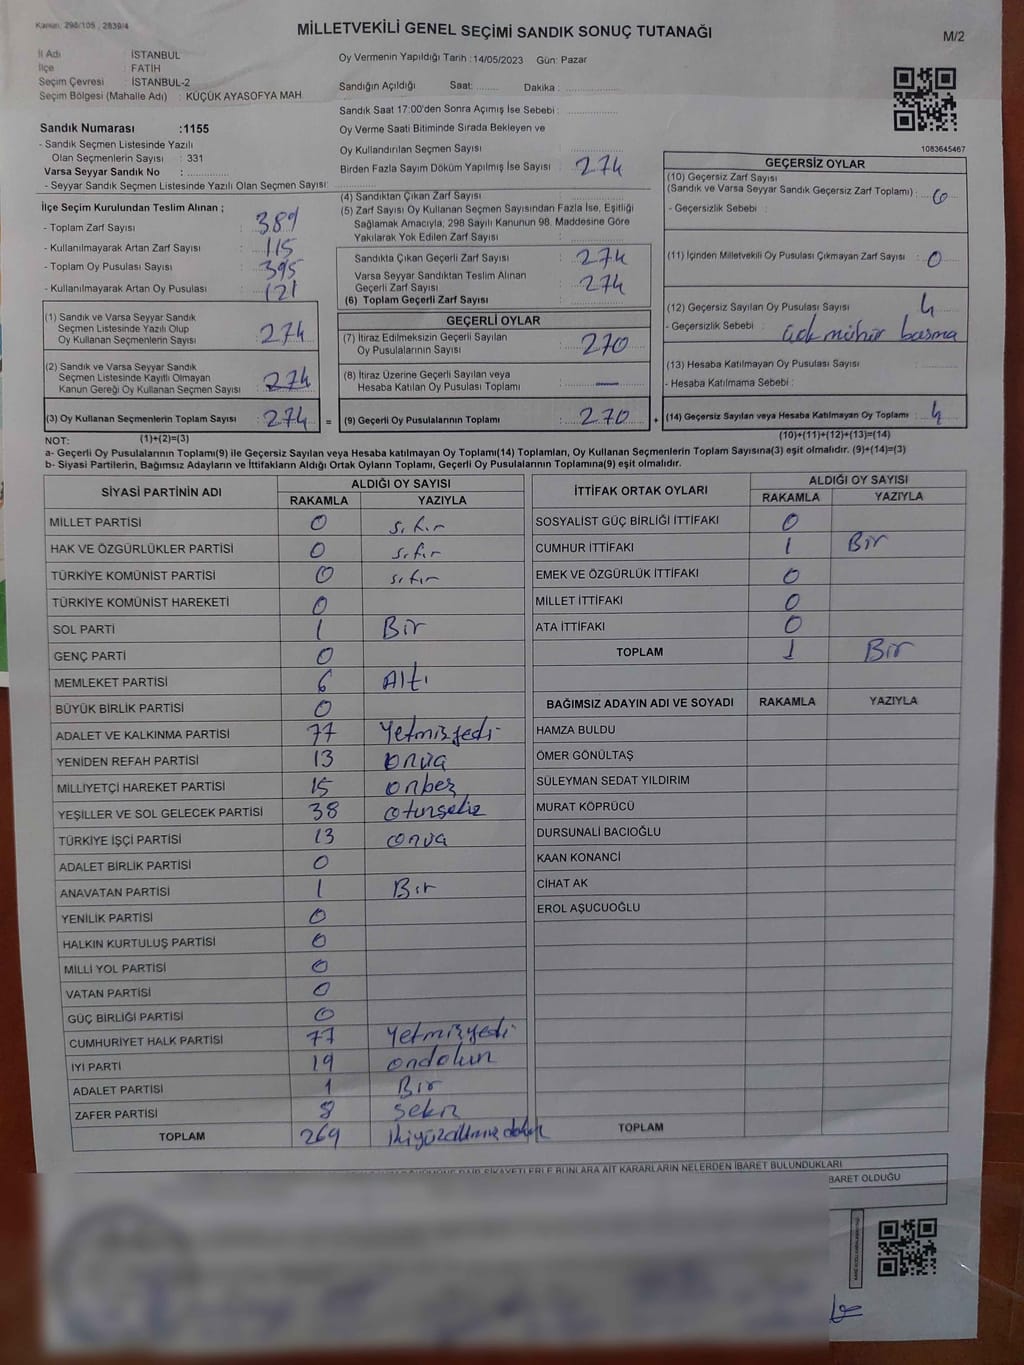 Kanun: 298/105 , 2839/4
MİLLETVEKİLİ GENEL SEÇİMİ SANDIK SONUÇ TUTANAĞI
M/2
İl Adı : İSTANBUL
İlçe : FATİH
Seçim Çevresi : İSTANBUL-2
Seçim Bölgesi (Mahalle Adı) : KÜÇÜK AYASOFYA MAH.
Sandık Numarası :1155
- Sandık Seçmen Listesinde Yazılı
Olan Seçmenlerin Sayısı : 331
Varsa Seyyar Sandık No :
- Seyyar Sandık Seçmen Listesinde Yazılı Olan Seçmen Sayısı:
Oy Vermenin Yapıldığı Tarih :14/05/2023 Gün: Pazar
Sandığın Açıldığı Saat: Dakika :
Sandık Saat 17:00'den Sonra Açımış İse Sebebi :
Oy Verme Saati Bitiminde Sırada Bekleyen ve
Oy Kullandırılan Seçmen Sayısı :
Birden Fazla Sayım Döküm Yapılmış İse Sayısı : 274
1083645467
İlçe Seçim Kurulundan Teslim Alınan ;
- Toplam Zarf Sayısı : 389
- Kullanılmayarak Artan Zarf Sayısı : 115
- Toplam Oy Pusulası Sayısı : 395
- Kullanılmayarak Artan Oy Pusulası : 121
(1) Sandık ve Varsa Seyyar Sandık
Seçmen Listesinde Yazılı Olup
Oy Kullanan Seçmenlerin Sayısı : 274
(2) Sandık ve Varsa Seyyar Sandık
Seçmen Listesinde Kayıtlı Olmayan
Kanun Gereği Oy Kullanan Seçmen Sayısı : 274
(3) Oy Kullanan Seçmenlerin Toplam Sayısı : 274 =
(4) Sandıktan Çıkan Zarf Sayısı :
(5) Zarf Sayısı Oy Kullanan Seçmen Sayısından Fazla İse, Eşitliği
Sağlamak Amacıyla, 298 Sayılı Kanunun 98. Maddesine Göre
Yakılarak Yok Edilen Zarf Sayısı :
Sandıkta Çıkan Geçerli Zarf Sayısı : 274
Varsa Seyyar Sandıktan Teslim Alınan
Geçerli Zarf Sayısı : 274
(6) Toplam Geçerli Zarf Sayısı :
GEÇERLİ OYLAR
(7) İtiraz Edilmeksizin Geçerli Sayılan
Oy Pusulalarının Sayısı : 270
(8) İtiraz Üzerine Geçerli Sayılan veya
Hesaba Katılan Oy Pusulası Toplamı : —
(9) Geçerli Oy Pusulalarının Toplamı : 270 +
GEÇERSİZ OYLAR
(10) Geçersiz Zarf Sayısı
(Sandık ve Varsa Seyyar Sandık Geçersiz Zarf Toplamı) : 0
- Geçersizlik Sebebi :
(11) İçinden Milletvekili Oy Pusulası Çıkmayan Zarf Sayısı : 0
(12) Geçersiz Sayılan Oy Pusulası Sayısı : 4
- Geçersizlik Sebebi : çok mühür basma
(13) Hesaba Katılmayan Oy Pusulası Sayısı :
- Hesaba Katılmama Sebebi :
(14) Geçersiz Sayılan veya Hesaba Katılmayan Oy Toplamı : 4
NOT: (1)+(2)=(3)
(10)+(11)+(12)+(13)=(14)
a- Geçerli Oy Pusulalarının Toplamı(9) ile Geçersiz Sayılan veya Hesaba katılmayan Oy Toplamı(14) Toplamları, Oy Kullanan Seçmenlerin Toplam Sayısına(3) eşit olmalıdır. (9)+(14)=(3)
b- Siyasi Partilerin, Bağımsız Adayların ve İttifakların Aldığı Ortak Oyların Toplamı, Geçerli Oy Pusulalarının Toplamına(9) eşit olmalıdır.
SİYASİ PARTİNİN ADI ALDIĞI OY SAYISI
RAKAMLA YAZIYLA
MİLLET PARTİSİ 0 sıfır
HAK VE ÖZGÜRLÜKLER PARTİSİ 0 sıfır
TÜRKİYE KOMÜNİST PARTİSİ 0 sıfır
TÜRKİYE KOMÜNİST HAREKETİ 0
SOL PARTİ 1 Bir
GENÇ PARTİ 0
MEMLEKET PARTİSİ 6 Altı
BÜYÜK BİRLİK PARTİSİ 0
ADALET VE KALKINMA PARTİSİ 77 yetmişyedi
YENİDEN REFAH PARTİSİ 13 onüç
MİLLİYETÇİ HAREKET PARTİSİ 15 onbeş
YEŞİLLER VE SOL GELECEK PARTİSİ 38 otuzsekiz
TÜRKİYE İŞÇİ PARTİSİ 13 onüç
ADALET BİRLİK PARTİSİ 0
ANAVATAN PARTİSİ 1 Bir
YENİLİK PARTİSİ 0
HALKIN KURTULUŞ PARTİSİ 0
MİLLİ YOL PARTİSİ 0
VATAN PARTİSİ 0
GÜÇ BİRLİĞİ PARTİSİ 0
CUMHURİYET HALK PARTİSİ 77 yetmişyedi
İYİ PARTİ 19 ondokuz
ADALET PARTİSİ 1 Bir
ZAFER PARTİSİ 8 sekiz
TOPLAM 269 ikiyüzaltmışdokuz
İTTİFAK ORTAK OYLARI ALDIĞI OY SAYISI
RAKAMLA YAZIYLA
SOSYALİST GÜÇ BİRLİĞİ İTTİFAKI 0
CUMHUR İTTİFAKI 1 Bir
EMEK VE ÖZGÜRLÜK İTTİFAKI 0
MİLLET İTTİFAKI 0
ATA İTTİFAKI 0
TOPLAM 1 Bir
BAĞIMSIZ ADAYIN ADI VE SOYADI RAKAMLA YAZIYLA
HAMZA BULDU
ÖMER GÖNÜLTAŞ
SÜLEYMAN SEDAT YILDIRIM
MURAT KÖPRÜCÜ
DURSUNALİ BACIOĞLU
KAAN KONANCİ
CİHAT AK
EROL AŞUCUOĞLU
TOPLAM
DAİR ŞİKAYETLERLE BUNLARA AİT KARARLARIN NELERDEN İBARET BULUNDUKLARI
BARET OLDUĞU